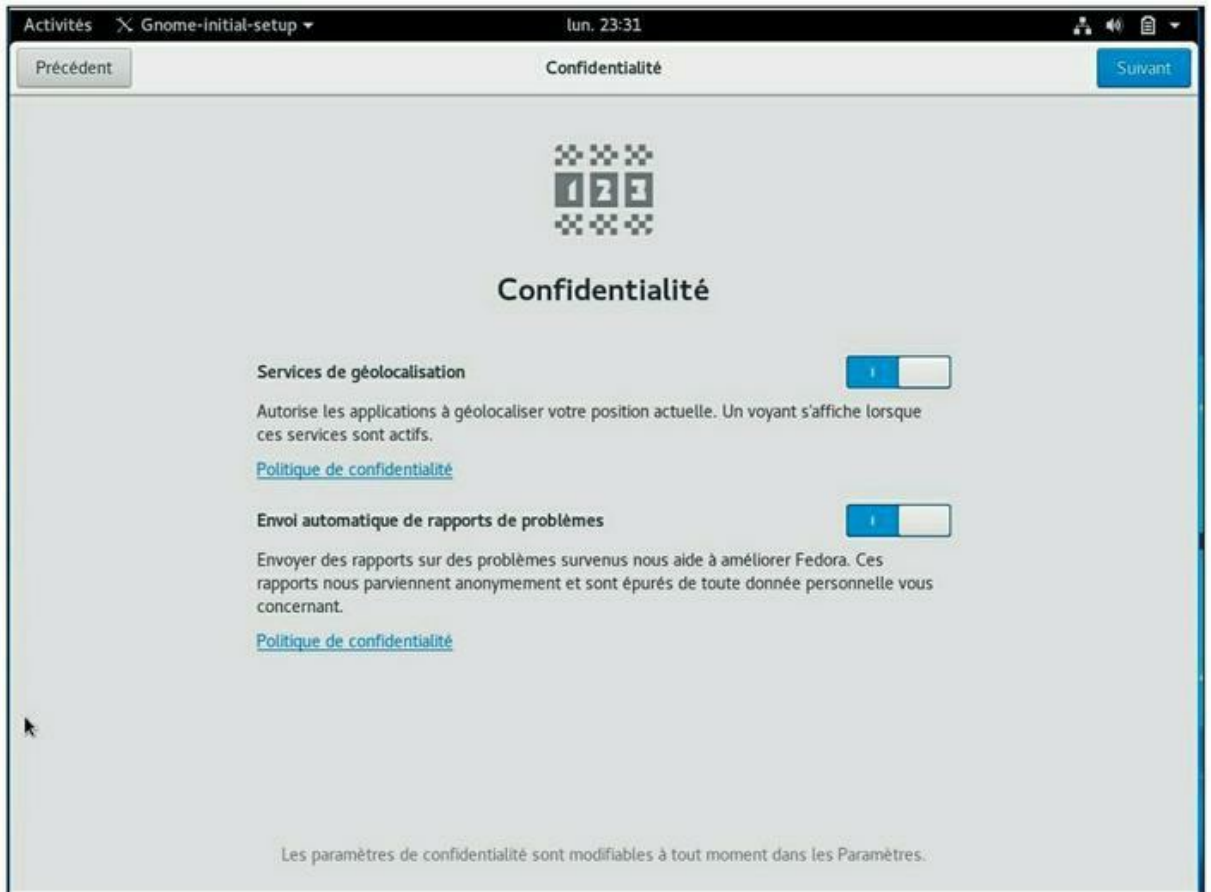 Activités Gnome-initial-setup lun. 23:31
Précédent Confidentialité Suivant
1 2 3
Confidentialité
Services de géolocalisation
Autorise les applications à géolocaliser votre position actuelle. Un voyant s'affiche lorsque
ces services sont actifs.
Politique de confidentialité
Envoi automatique de rapports de problèmes
Envoyer des rapports sur des problèmes survenus nous aide à améliorer Fedora. Ces
rapports nous parviennent anonymement et sont épurés de toute donnée personnelle vous
concernant.
Politique de confidentialité
Les paramètres de confidentialité sont modifiables à tout moment dans les Paramètres.